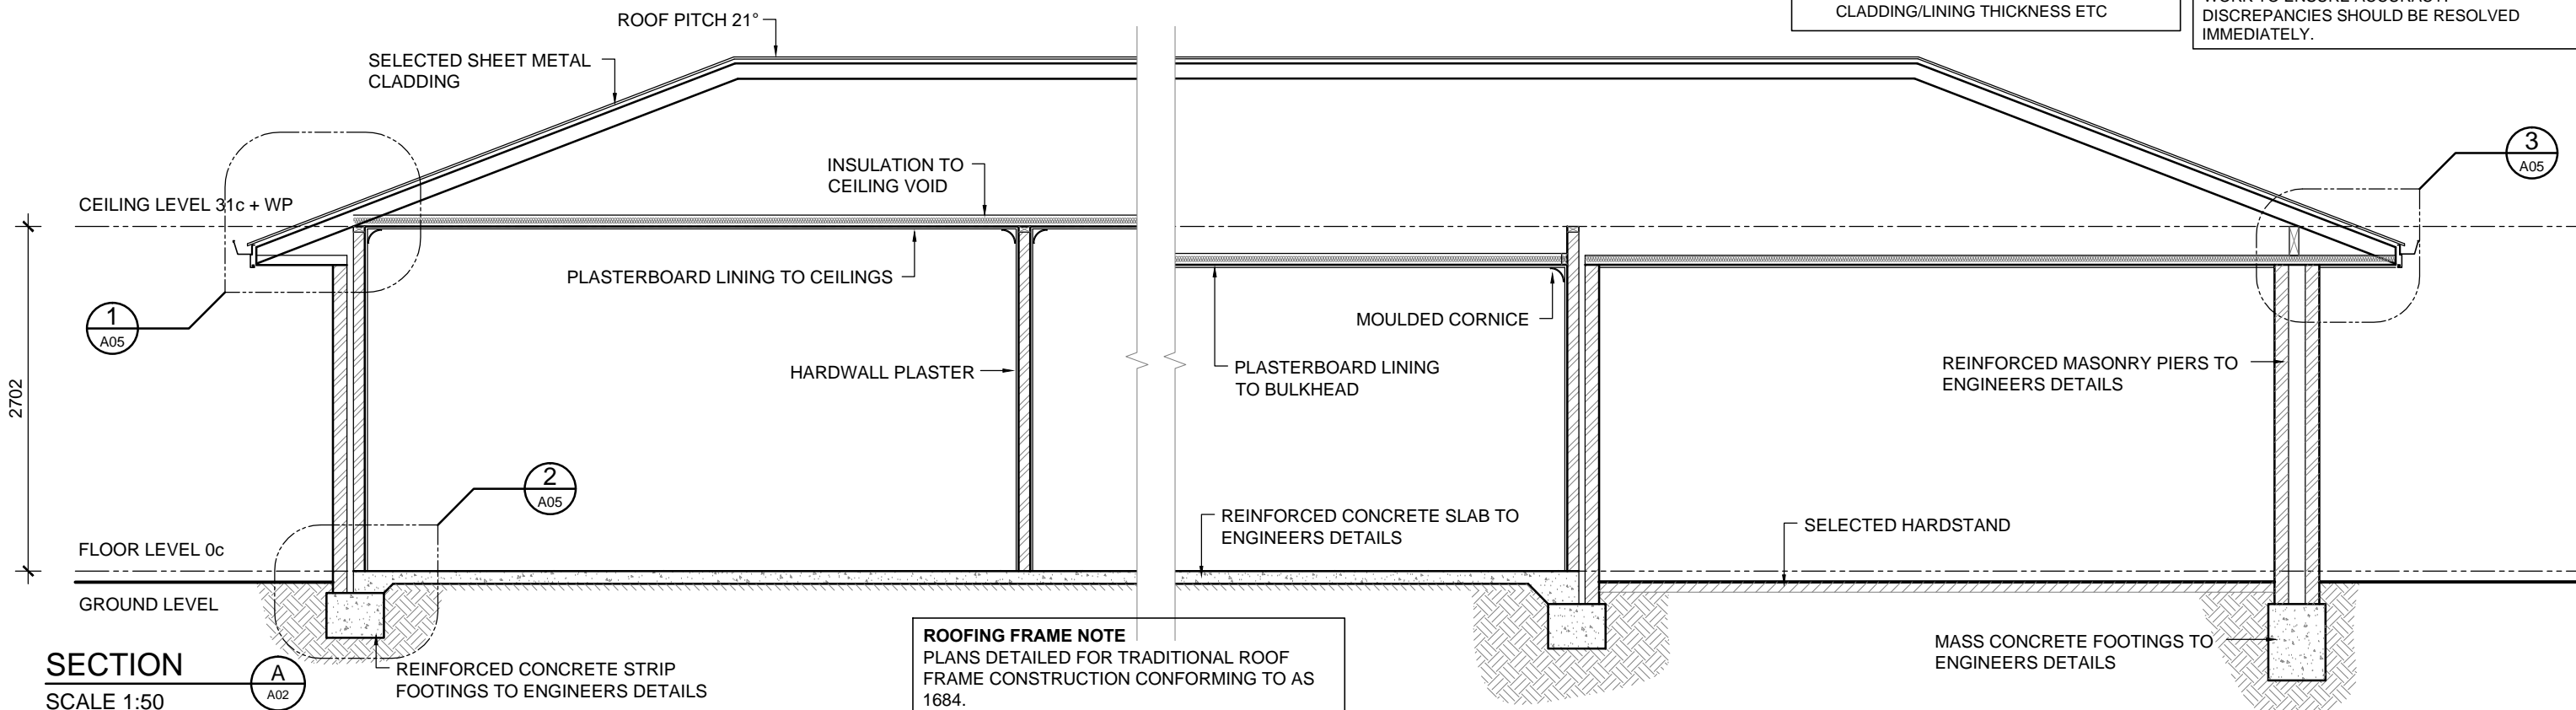 CLADDING/LINING THICKNESS ETC
DISCREPANCIES SHOULD BE RESOLVED
IMMEDIATELY.
ROOF PITCH 21°
SELECTED SHEET METAL
CLADDING
INSULATION TO
CEILING VOID
3
A05
CEILING LEVEL 31c + WP
PLASTERBOARD LINING TO CEILINGS
1
A05
MOULDED CORNICE
HARDWALL PLASTER
PLASTERBOARD LINING
TO BULKHEAD
REINFORCED MASONRY PIERS TO
ENGINEERS DETAILS
2702
2
A05
REINFORCED CONCRETE SLAB TO
ENGINEERS DETAILS
SELECTED HARDSTAND
FLOOR LEVEL 0c
GROUND LEVEL
SECTION
SCALE 1:50
A
A02
REINFORCED CONCRETE STRIP
FOOTINGS TO ENGINEERS DETAILS
ROOFING FRAME NOTE
PLANS DETAILED FOR TRADITIONAL ROOF
FRAME CONSTRUCTION CONFORMING TO AS
1684.
MASS CONCRETE FOOTINGS TO
ENGINEERS DETAILS